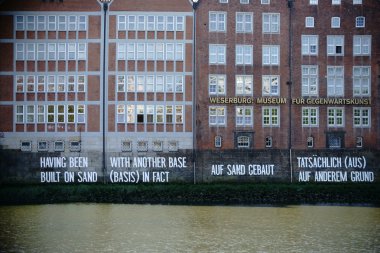 WESERBURG MUSEUM FÜR GEGENWARTSKUNST
HAVING BEEN
BUILT ON SAND
WITH ANOTHER BASE
(BASIS) IN FACT
AUF SAND GEBAUT
TATSÄCHLICH (AUS)
AUF ANDEREM GRUND